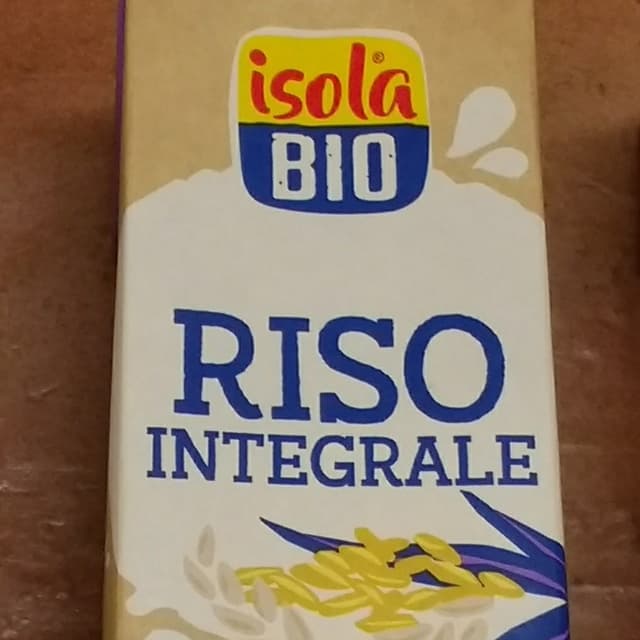 isola®
BIO
RISO
INTEGRALE